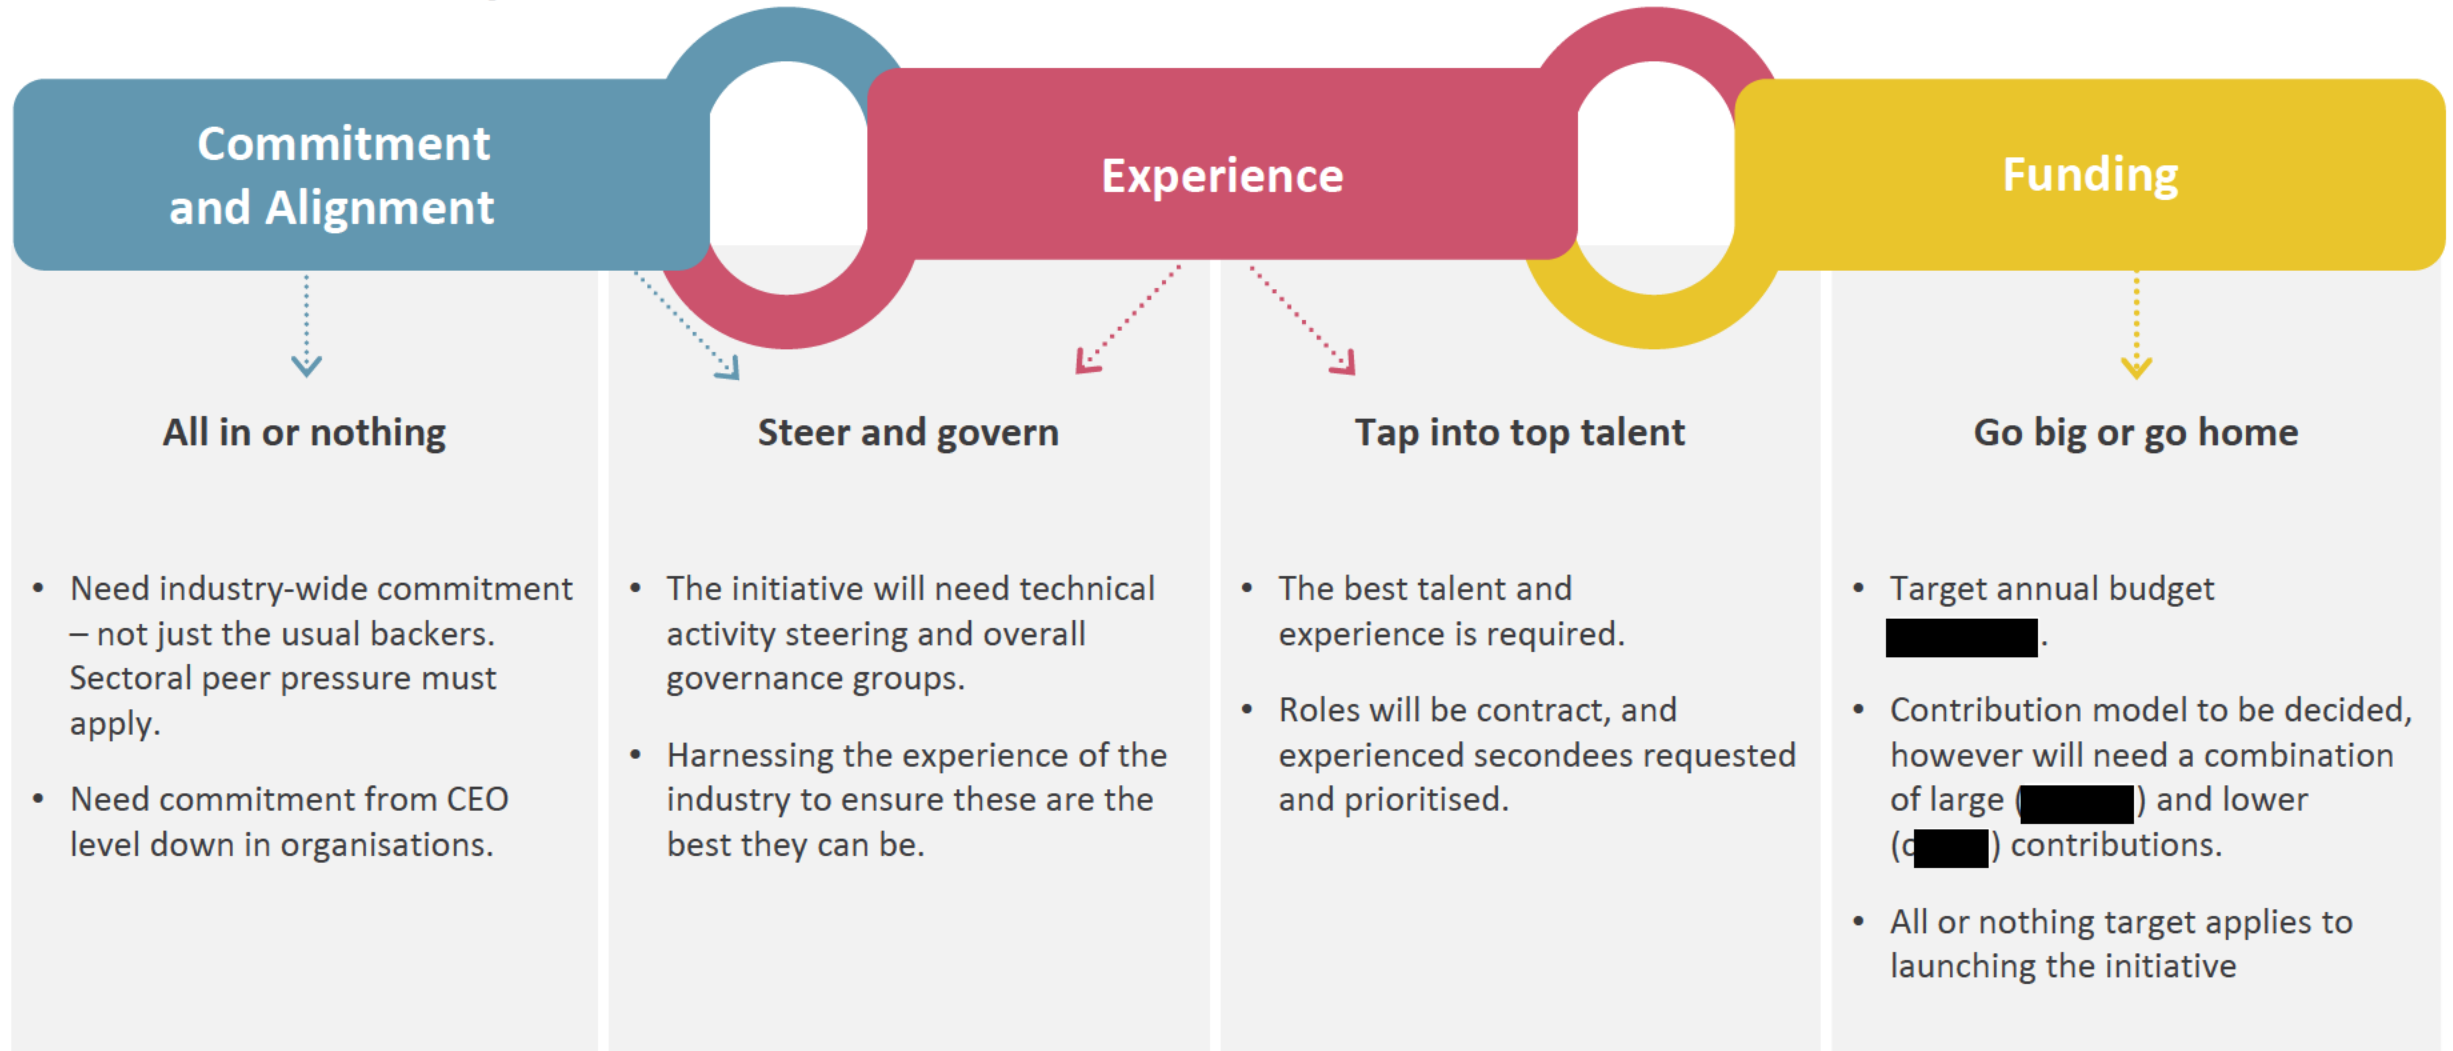 Commitment
and Alignment
Experience
Funding
All in or nothing
• Need industry-wide commitment
– not just the usual backers.
Sectoral peer pressure must
apply.
• Need commitment from CEO
level down in organisations.
Steer and govern
• The initiative will need technical
activity steering and overall
governance groups.
• Harnessing the experience of the
industry to ensure these are the
best they can be.
Tap into top talent
• The best talent and
experience is required.
• Roles will be contract, and
experienced secondees requested
and prioritised.
Go big or go home
• Target annual budget
.
• Contribution model to be decided,
however will need a combination
of large ( ) and lower
( ) contributions.
• All or nothing target applies to
launching the initiative